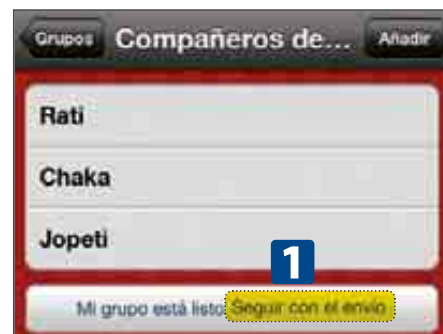 Grupos Compañeros de... Añadir
Rati
Chaka
Jopeti
1
Mi grupo está listo Seguir con el envío